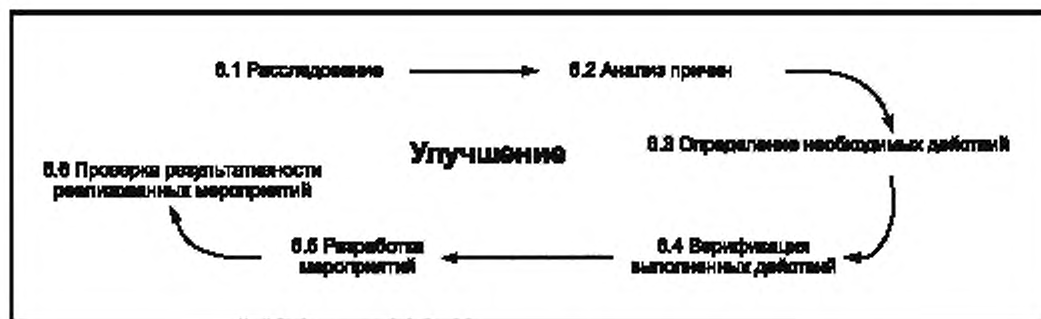 6.1 Расследование
6.2 Анализ причин
6.3 Определение необходимых действий
Улучшение
6.6 Проверка результативности
реализованных мероприятий
6.5 Разработка
мероприятий
6.4 Верификация
выполненных действий